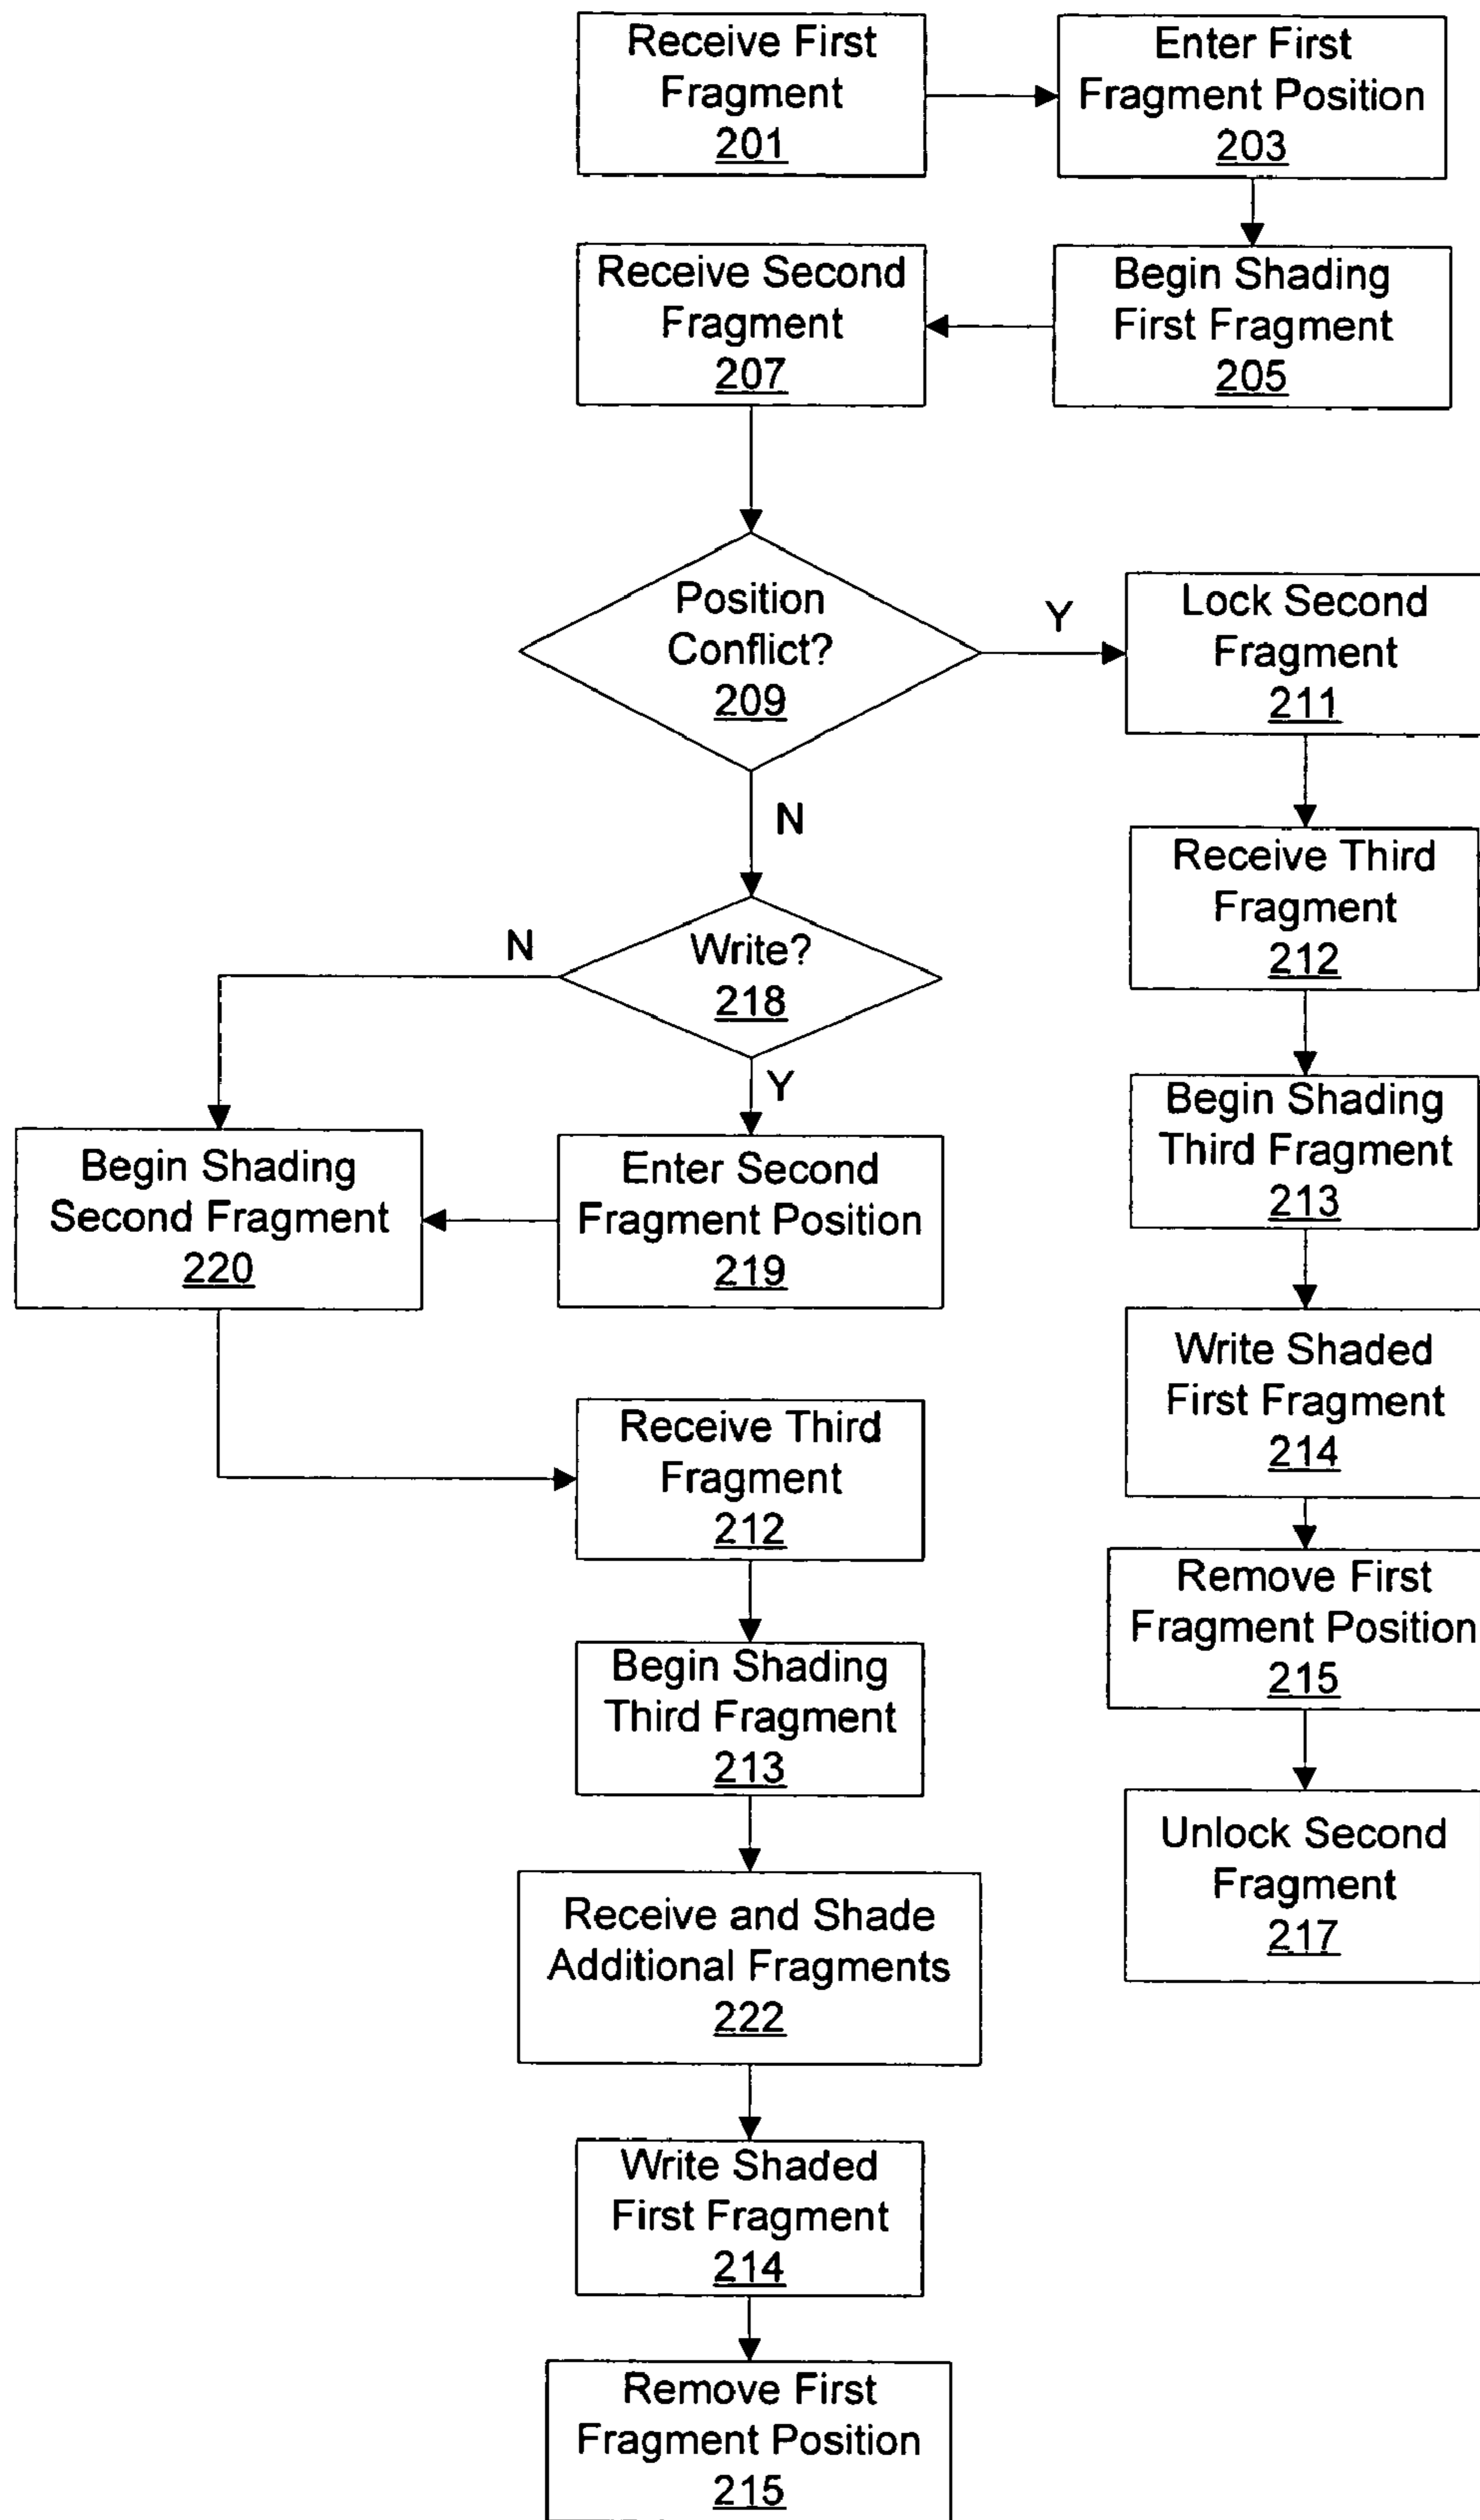 Receive First
Fragment
201
Enter First
Fragment Position
203
Receive Second
Fragment
207
Begin Shading
First Fragment
205
Position
Conflict?
209
Y
Lock Second
Fragment
211
N
Receive Third
Fragment
212
N
Write?
218
Y
Begin Shading
Third Fragment
213
Begin Shading
Second Fragment
220
Enter Second
Fragment Position
219
Write Shaded
First Fragment
214
Receive Third
Fragment
212
Remove First
Fragment Position
215
Begin Shading
Third Fragment
213
Unlock Second
Fragment
217
Receive and Shade
Additional Fragments
222
Write Shaded
First Fragment
214
Remove First
Fragment Position
215